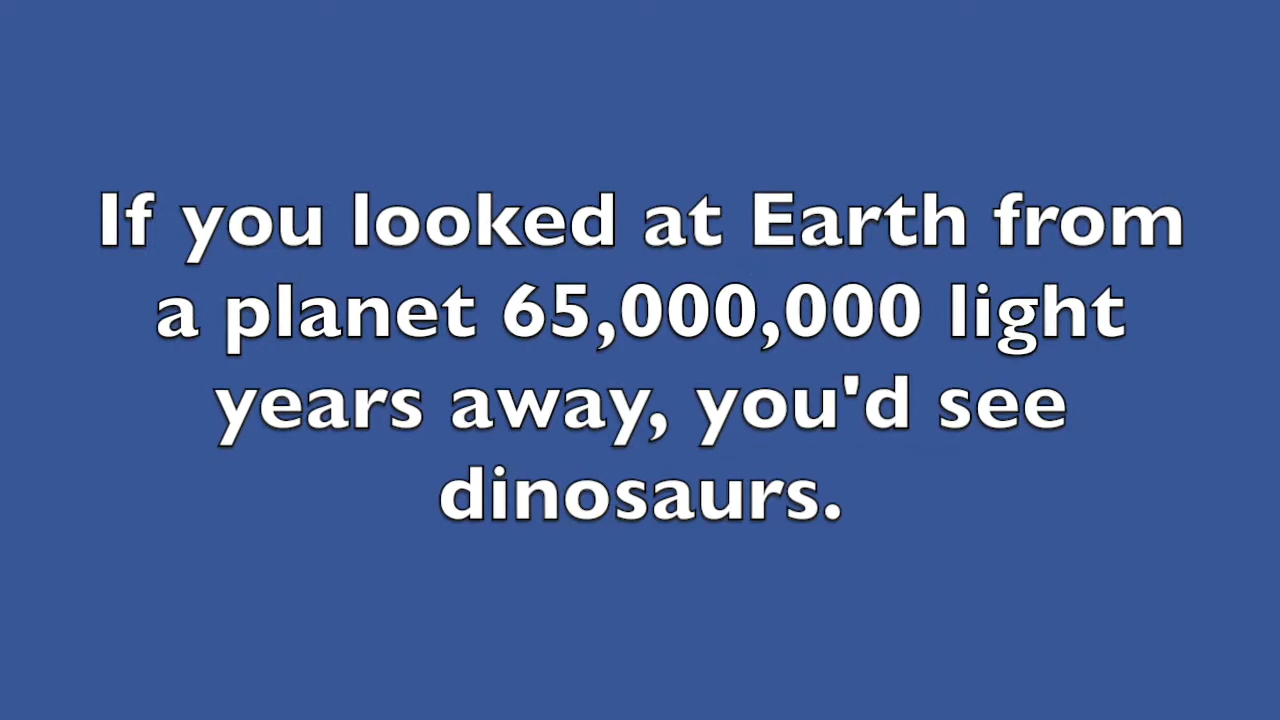 If you looked at Earth from
a planet 65,000,000 light
years away, you'd see
dinosaurs.